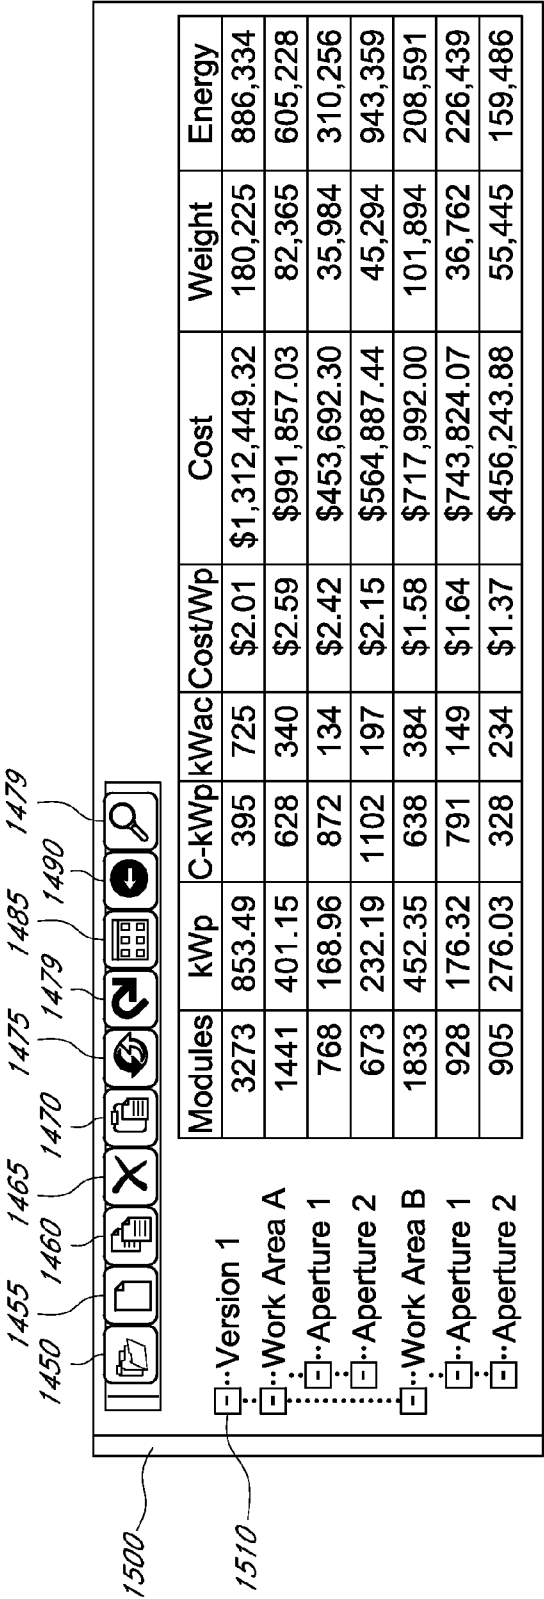 1450 1455 1460 1465 1470 1475 1479 1485 1490 1479
1500
1510
Modules kWp C-kWp kWac Cost/Wp Cost Weight Energy
Version 1 3273 853.49 395 725 $2.01 $1,312,449.32 180,225 886,334
Work Area A 1441 401.15 628 340 $2.59 $991,857.03 82,365 605,228
Aperture 1 768 168.96 872 134 $2.42 $453,692.30 35,984 310,256
Aperture 2 673 232.19 1102 197 $2.15 $564,887.44 45,294 943,359
Work Area B 1833 452.35 638 384 $1.58 $717,992.00 101,894 208,591
Aperture 1 928 176.32 791 149 $1.64 $743,824.07 36,762 226,439
Aperture 2 905 276.03 328 234 $1.37 $456,243.88 55,445 159,486